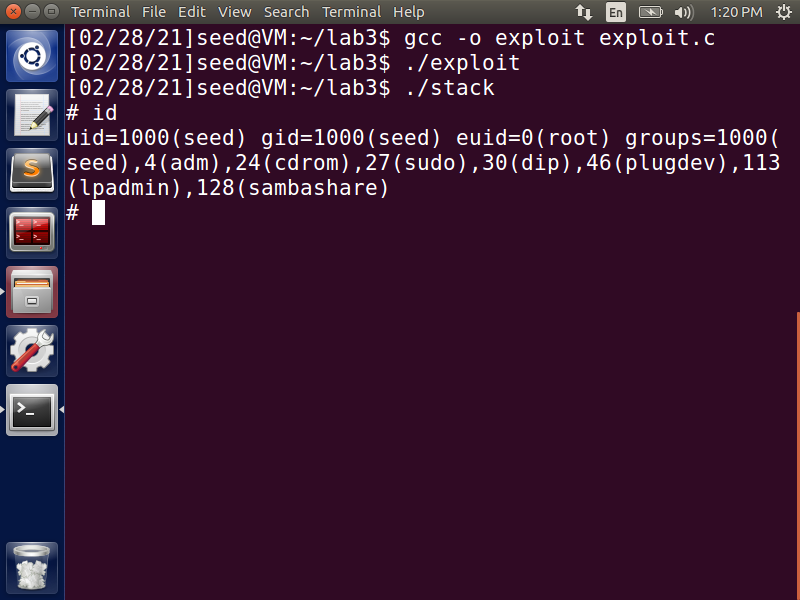 Terminal File Edit View Search Terminal Help En 1:20 PM
[02/28/21]seed@VM:~/lab3$ gcc -o exploit exploit.c
[02/28/21]seed@VM:~/lab3$ ./exploit
[02/28/21]seed@VM:~/lab3$ ./stack
# id
uid=1000(seed) gid=1000(seed) euid=0(root) groups=1000(
seed),4(adm),24(cdrom),27(sudo),30(dip),46(plugdev),113
(lpadmin),128(sambashare)
#